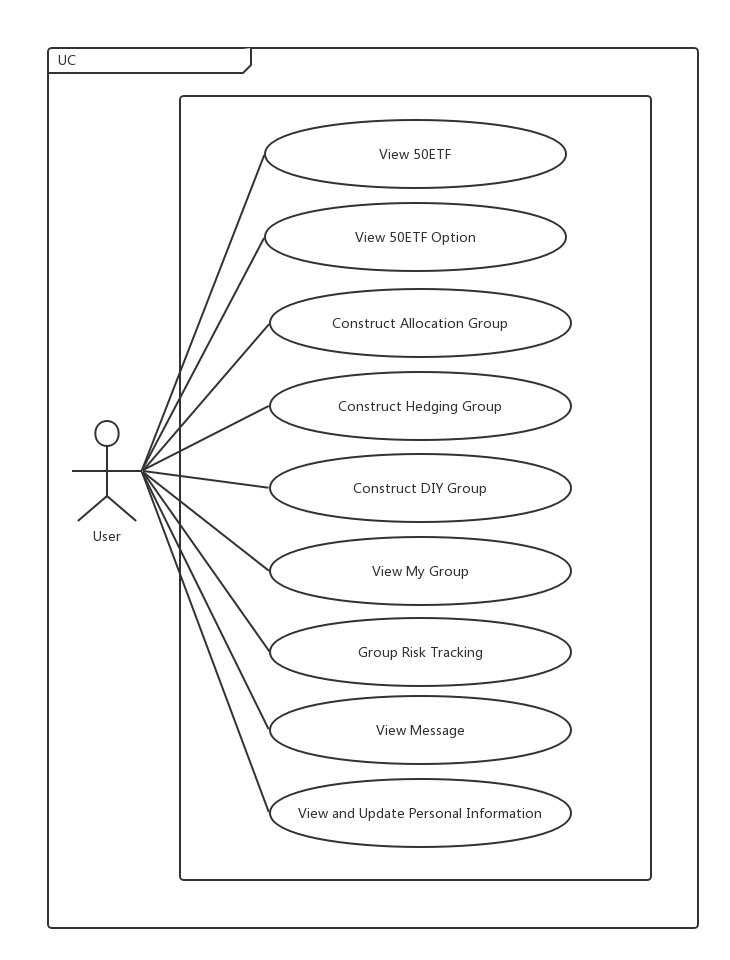 UC
View 50ETF
View 50ETF Option
Construct Allocation Group
Construct Hedging Group
Construct DIY Group
User
View My Group
Group Risk Tracking
View Message
View and Update Personal Information